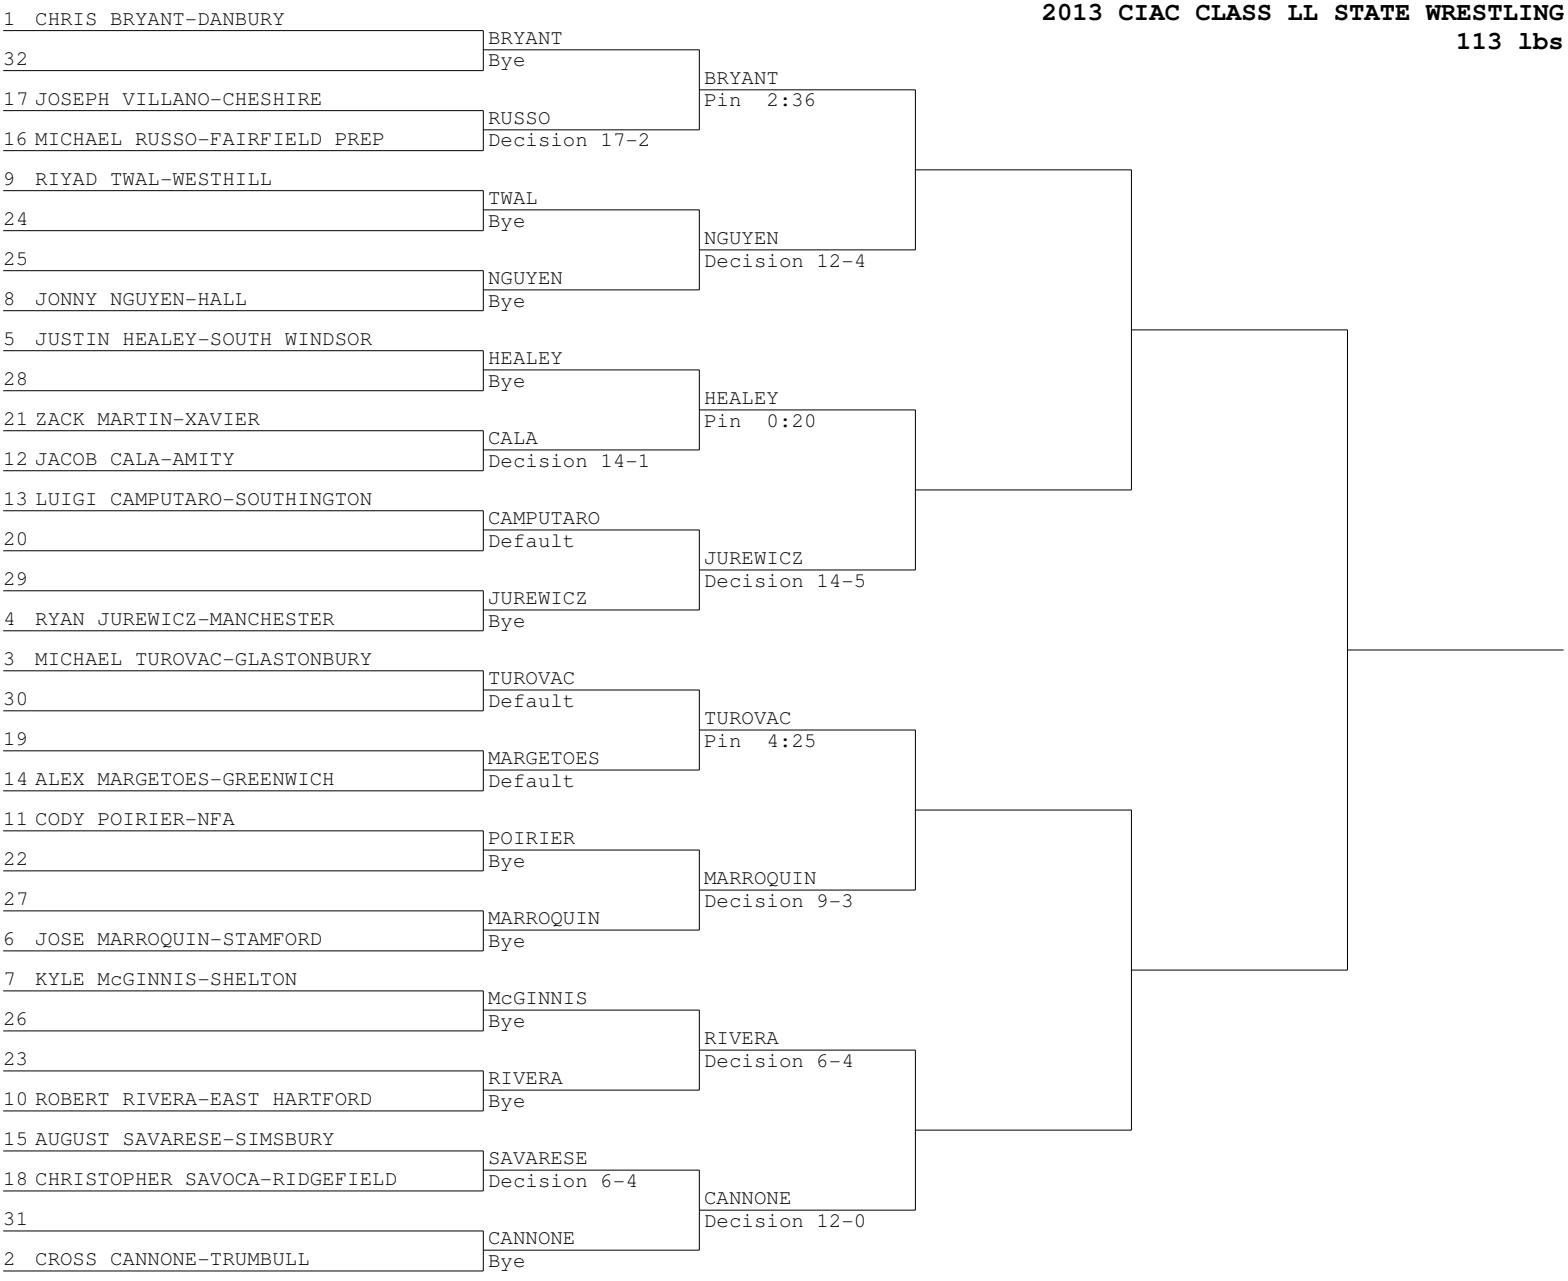 2013 CIAC CLASS LL STATE WRESTLING
113 lbs
1 CHRIS BRYANT-DANBURY
32
17 JOSEPH VILLANO-CHESHIRE
16 MICHAEL RUSSO-FAIRFIELD PREP
9 RIYAD TWAL-WESTHILL
24
25
8 JONNY NGUYEN-HALL
5 JUSTIN HEALEY-SOUTH WINDSOR
28
21 ZACK MARTIN-XAVIER
12 JACOB CALA-AMITY
13 LUIGI CAMPUTARO-SOUTHINGTON
20
29
4 RYAN JUREWICZ-MANCHESTER
3 MICHAEL TUROVAC-GLASTONBURY
30
19
14 ALEX MARGETOES-GREENWICH
11 CODY POIRIER-NFA
22
27
6 JOSE MARROQUIN-STAMFORD
7 KYLE McGINNIS-SHELTON
26
23
10 ROBERT RIVERA-EAST HARTFORD
15 AUGUST SAVARESE-SIMSBURY
18 CHRISTOPHER SAVOCA-RIDGEFIELD
31
2 CROSS CANNONE-TRUMBULL
BRYANT
Bye
RUSSO
Decision 17-2
TWAL
Bye
NGUYEN
Bye
HEALEY
Bye
CALA
Decision 14-1
CAMPUTARO
Default
JUREWICZ
Bye
TUROVAC
Default
MARGETOES
Default
POIRIER
Bye
MARROQUIN
Bye
McGINNIS
Bye
RIVERA
Bye
SAVARESE
Decision 6-4
CANNONE
Bye
BRYANT
Pin 2:36
NGUYEN
Decision 12-4
HEALEY
Pin 0:20
JUREWICZ
Decision 14-5
TUROVAC
Pin 4:25
MARROQUIN
Decision 9-3
RIVERA
Decision 6-4
CANNONE
Decision 12-0